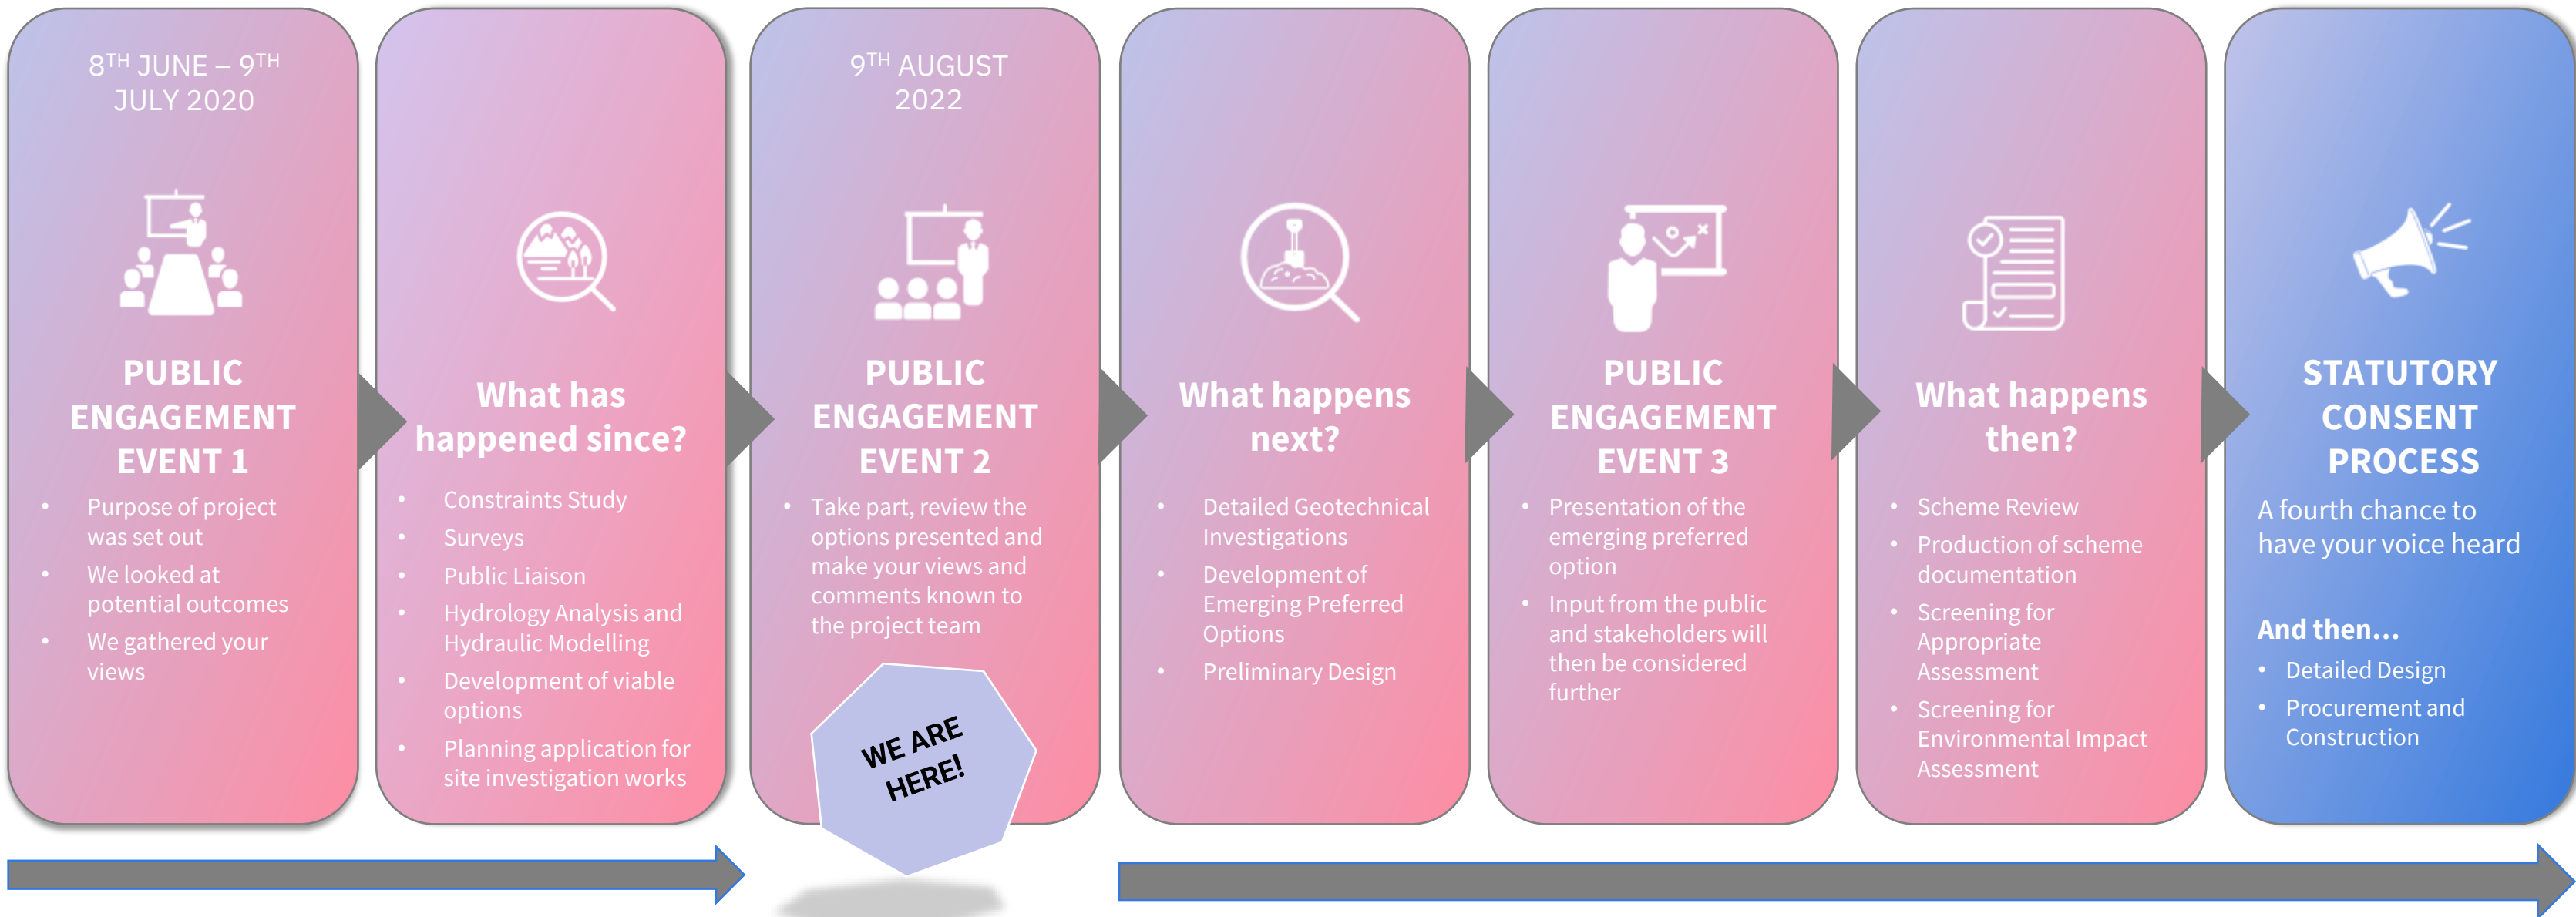 8TH JUNE – 9TH
JULY 2020
PUBLIC
ENGAGEMENT
EVENT 1
• Purpose of project
was set out
• We looked at
potential outcomes
• We gathered your
views
What has
happened since?
• Constraints Study
• Surveys
• Public Liaison
• Hydrology Analysis and
Hydraulic Modelling
• Development of viable
options
• Planning application for
site investigation works
9TH AUGUST
2022
PUBLIC
ENGAGEMENT
EVENT 2
• Take part, review the
options presented and
make your views and
comments known to
the project team
WE ARE
HERE!
What happens
next?
• Detailed Geotechnical
Investigations
• Development of
Emerging Preferred
Options
• Preliminary Design
PUBLIC
ENGAGEMENT
EVENT 3
• Presentation of the
emerging preferred
option
• Input from the public
and stakeholders will
then be considered
further
What happens
then?
• Scheme Review
• Production of scheme
documentation
• Screening for
Appropriate
Assessment
• Screening for
Environmental Impact
Assessment
STATUTORY
CONSENT
PROCESS
A fourth chance to
have your voice heard
And then...
• Detailed Design
• Procurement and
Construction